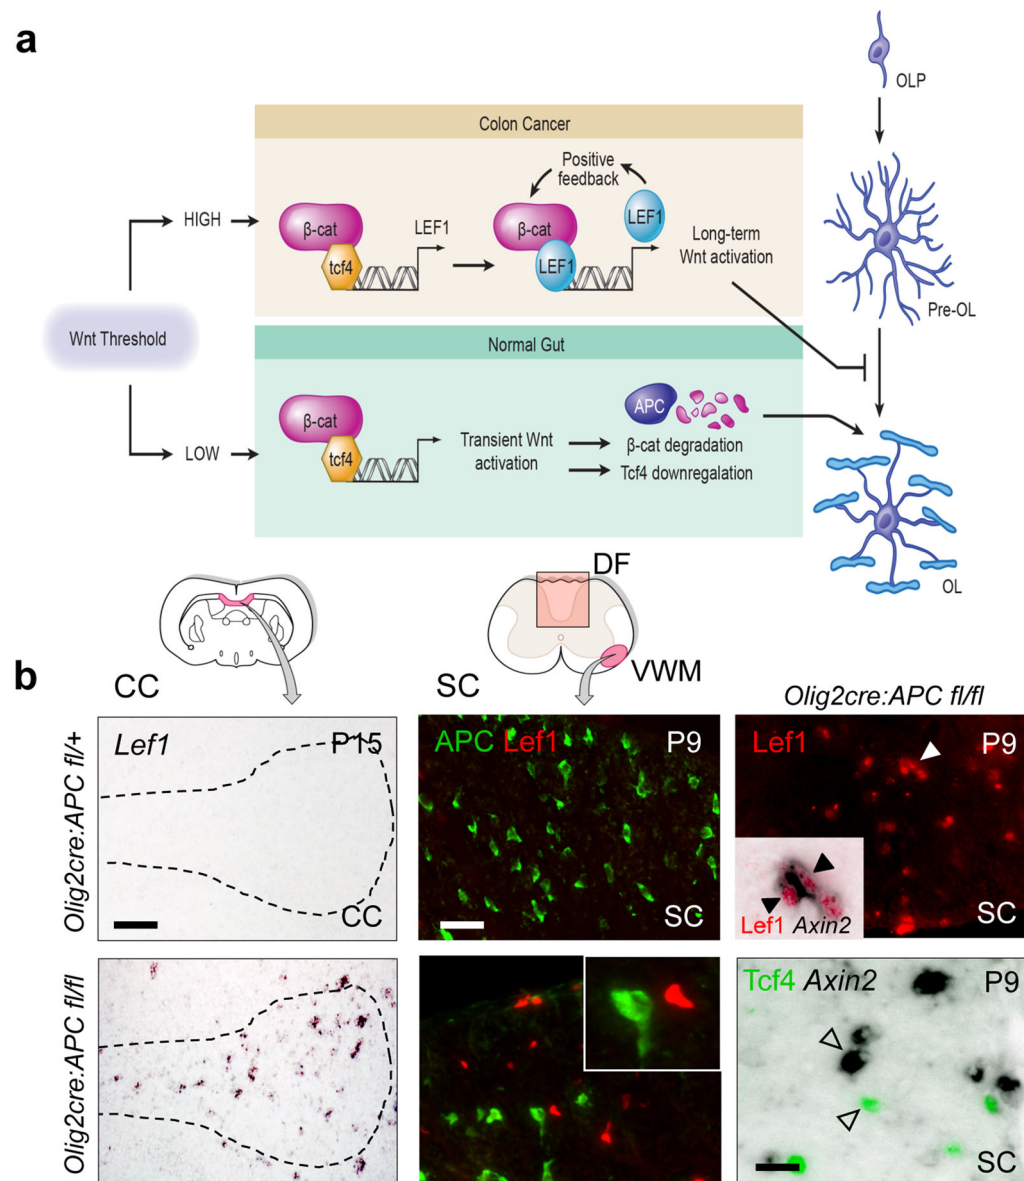 a
OLP
Colon Cancer
Positive
feedback
HIGH
β-cat
LEF1
β-cat
LEF1
tcf4
LEF1
Long-term
Wnt activation
Pre-OL
Wnt Threshold
Normal Gut
β-cat
APC
LOW
tcf4
Transient Wnt
activation
β-cat degradation
Tcf4 downregalation
OL
DF
b
CC
SC
VWM
Olig2cre:APC fl/fl
Olig2cre:APC fl/+
Lef1
P15
CC
APC Lef1
P9
SC
Lef1
P9
Lef1 Axin2
SC
Olig2cre:APC fl/fl
Tcf4 Axin2
P9
SC